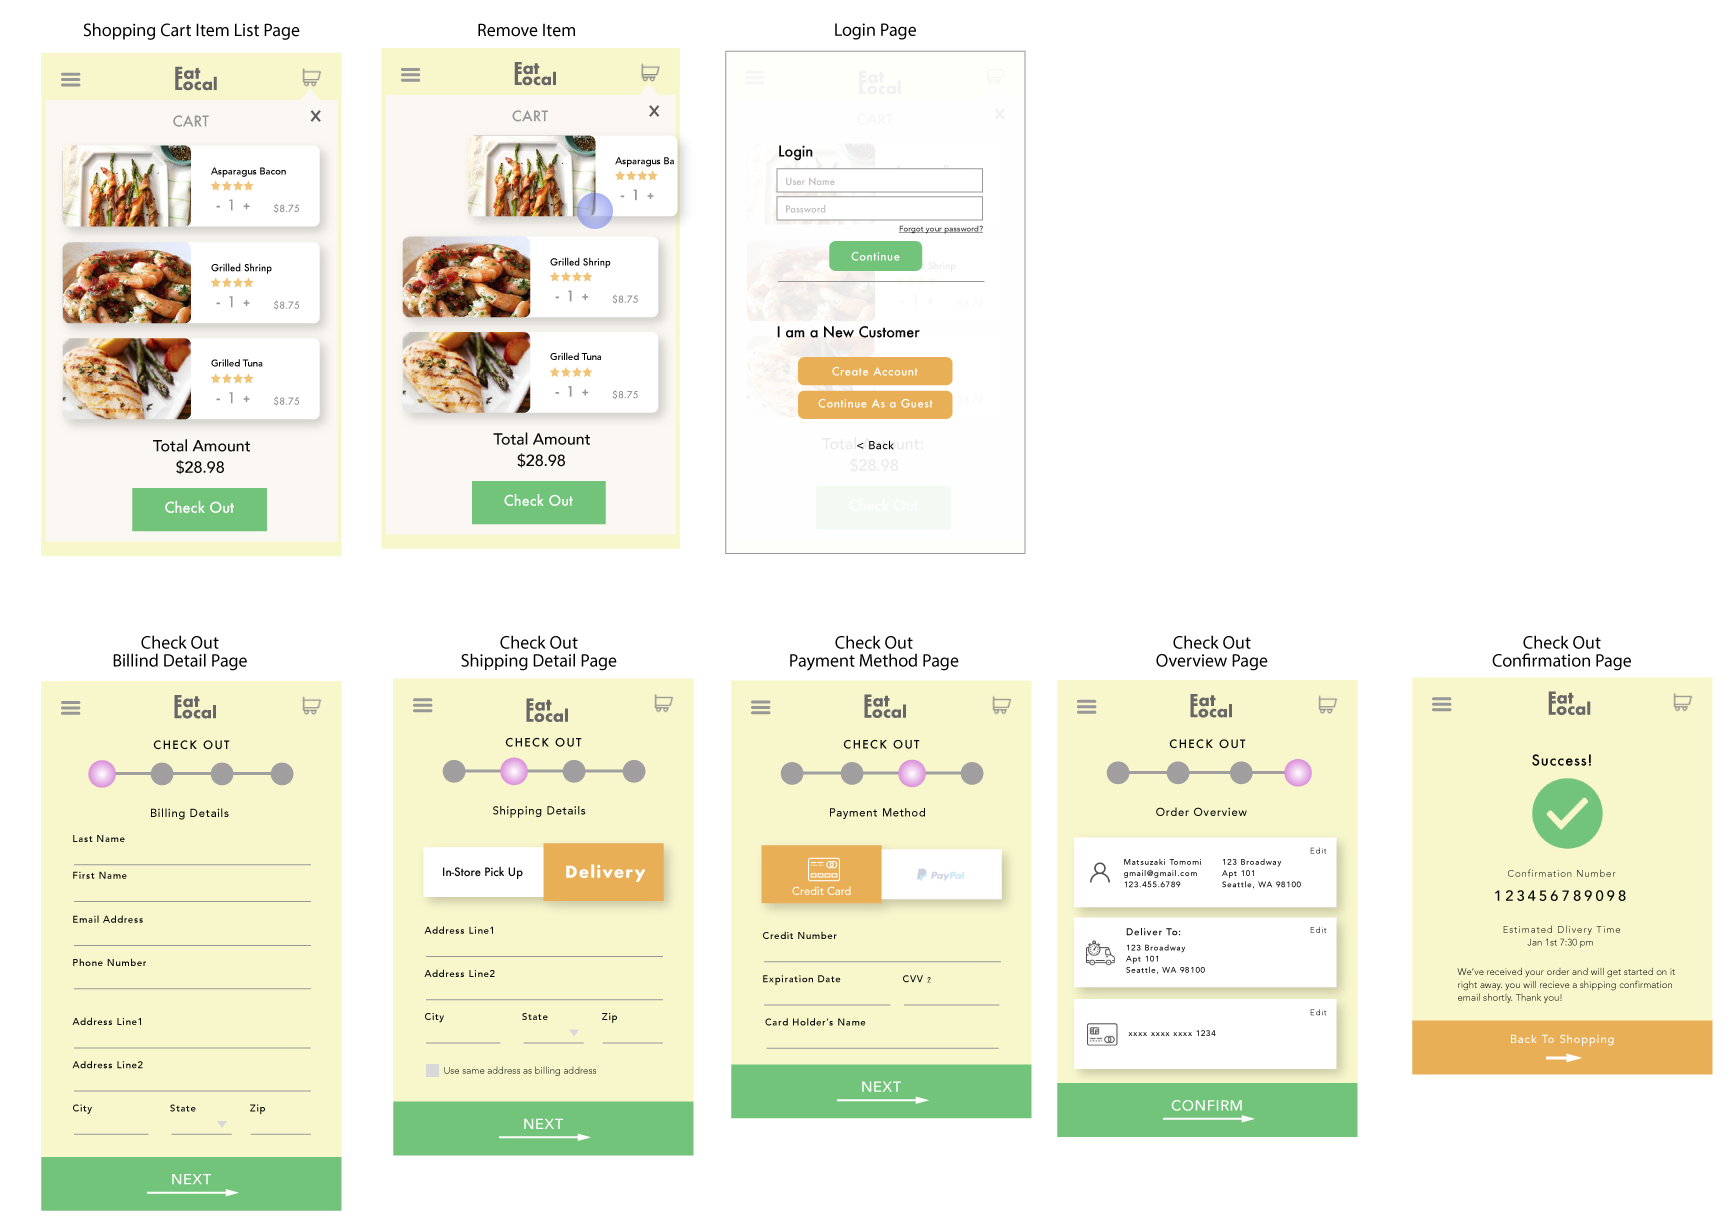 Shopping Cart Item List Page
Eat
Local
CART
X
Asparagus Bacon
- 1 +
$8.75
Grilled Shrinp
- 1 +
$8.75
Grilled Tuna
- 1 +
$8.75
Total Amount
$28.98
Check Out
Remove Item
Eat
Local
CART
X
Asparagus Ba
- 1 +
Grilled Shrinp
- 1 +
$8.75
Grilled Tuna
- 1 +
$8.75
Total Amount
$28.98
Check Out
Login Page
Eat
Local
CART
X
Login
User Name
Password
Forgot your password?
Continue
Shrinp
- 1 +
$8.75
I am a New Customer
Create Account
Continue As a Guest
< Back
$28.98
Check Out
Check Out
Billind Detail Page
Eat
Local
CHECK OUT
Billing Details
Last Name
First Name
Email Address
Phone Number
Address Line1
Address Line2
City State Zip
NEXT
Check Out
Shipping Detail Page
Eat
Local
CHECK OUT
Shipping Details
In-Store Pick Up Delivery
Address Line1
Address Line2
City State Zip
Use same address as billing address
NEXT
Check Out
Payment Method Page
Eat
Local
CHECK OUT
Payment Method
Credit Card PayPal
Credit Number
Expiration Date CVV ?
Card Holder's Name
NEXT
Check Out
Overview Page
Eat
Local
CHECK OUT
Order Overview
Edit
Matsuzaki Tomomi 123 Broadway
gmail@gmail.com Apt 101
123.455.6789 Seattle, WA 98100
Edit
Deliver To:
123 Broadway
Apt 101
Seattle, WA 98100
Edit
xxxx xxxx xxxx 1234
CONFIRM
Check Out
Confirmation Page
Eat
Local
Success!
Confirmation Number
123456789098
Estimated Dlivery Time
Jan 1st 7:30 pm
We've received your order and will get started on it
right away. you will recieve a shipping confirmation
email shortly. Thank you!
Back To Shopping